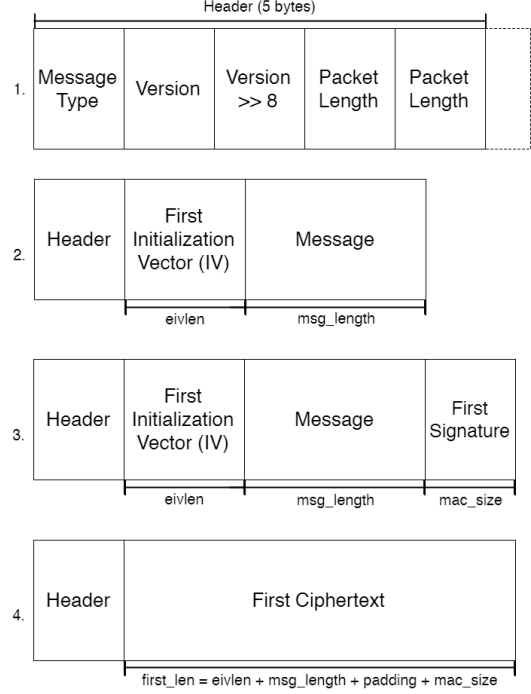 Header (5 bytes)
1.
Message
Type
Version
Version
>> 8
Packet
Length
Packet
Length
2.
Header
First
Initialization
Vector (IV)
Message
eivlen
msg_length
3.
Header
First
Initialization
Vector (IV)
Message
First
Signature
eivlen
msg_length
mac_size
4.
Header
First Ciphertext
first_len = eivlen + msg_length + padding + mac_size